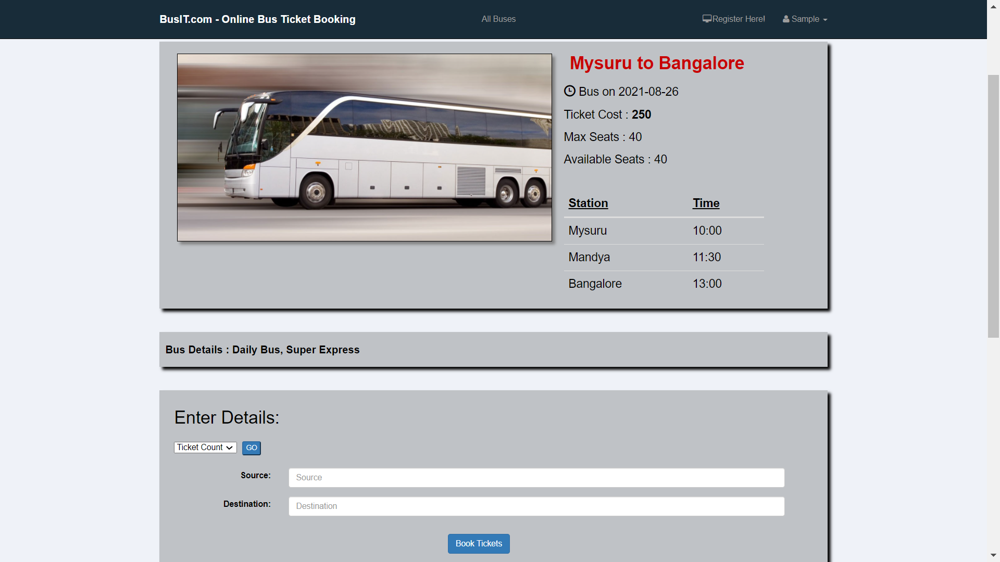 BusIT.com - Online Bus Ticket Booking
All Buses
Register Here!
Sample
Mysuru to Bangalore
Bus on 2021-08-26
Ticket Cost : 250
Max Seats : 40
Available Seats : 40
Station Time
Mysuru 10:00
Mandya 11:30
Bangalore 13:00
Bus Details : Daily Bus, Super Express
Enter Details:
Ticket Count GO
Source: Source
Destination: Destination
Book Tickets